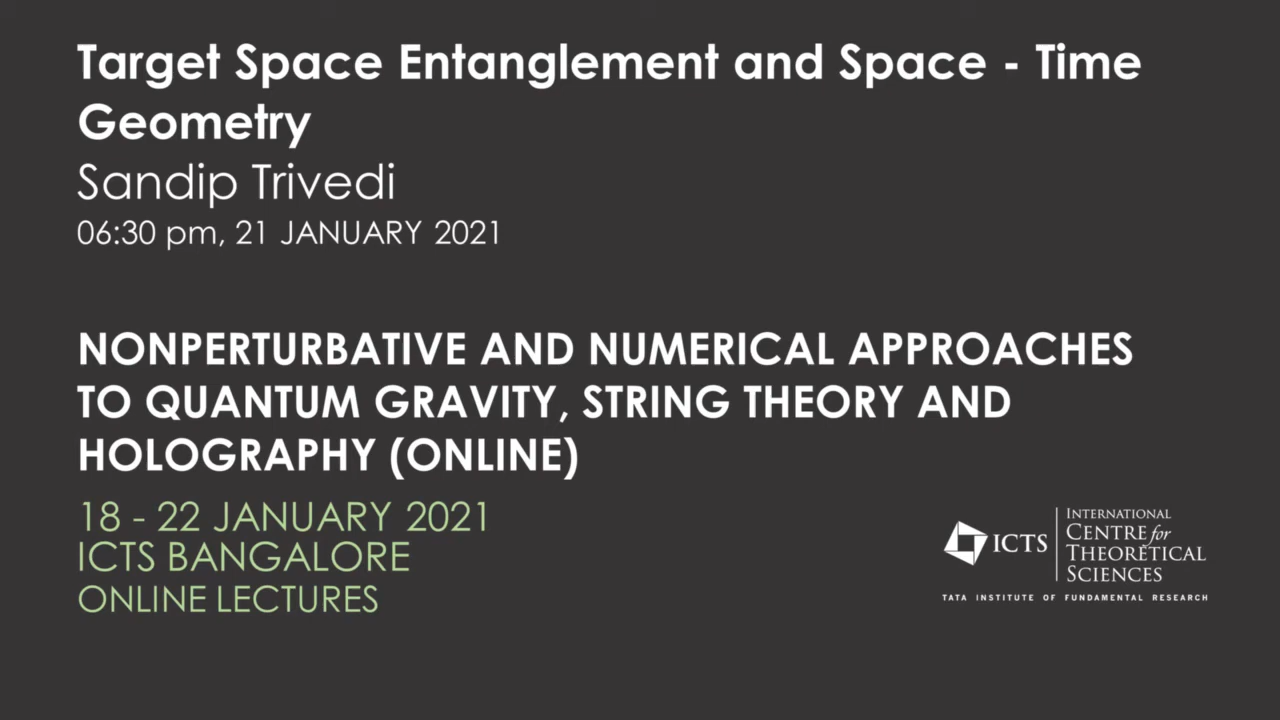 Target Space Entanglement and Space - Time
Geometry
Sandip Trivedi
06:30 pm, 21 JANUARY 2021
NONPERTURBATIVE AND NUMERICAL APPROACHES
TO QUANTUM GRAVITY, STRING THEORY AND
HOLOGRAPHY (ONLINE)
18 - 22 JANUARY 2021
ICTS BANGALORE
ONLINE LECTURES
ICTS
INTERNATIONAL
CENTRE for
THEORETICAL
SCIENCES
TATA INSTITUTE OF FUNDAMENTAL RESEARCH